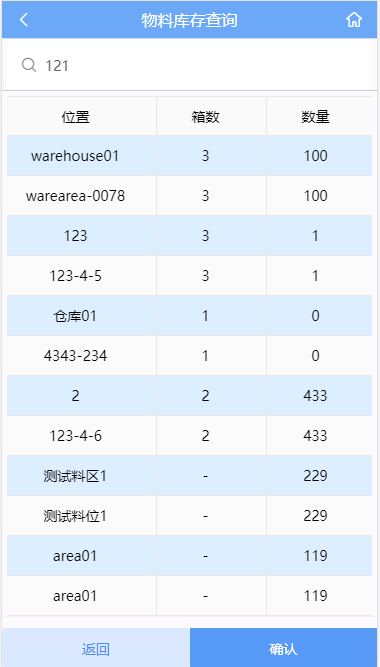 物料库存查询
121
位置 箱数 数量
warehouse01 3 100
warearea-0078 3 100
123 3 1
123-4-5 3 1
仓库01 1 0
4343-234 1 0
2 2 433
123-4-6 2 433
测试料区1 - 229
测试料位1 - 229
area01 - 119
area01 - 119
返回 确认